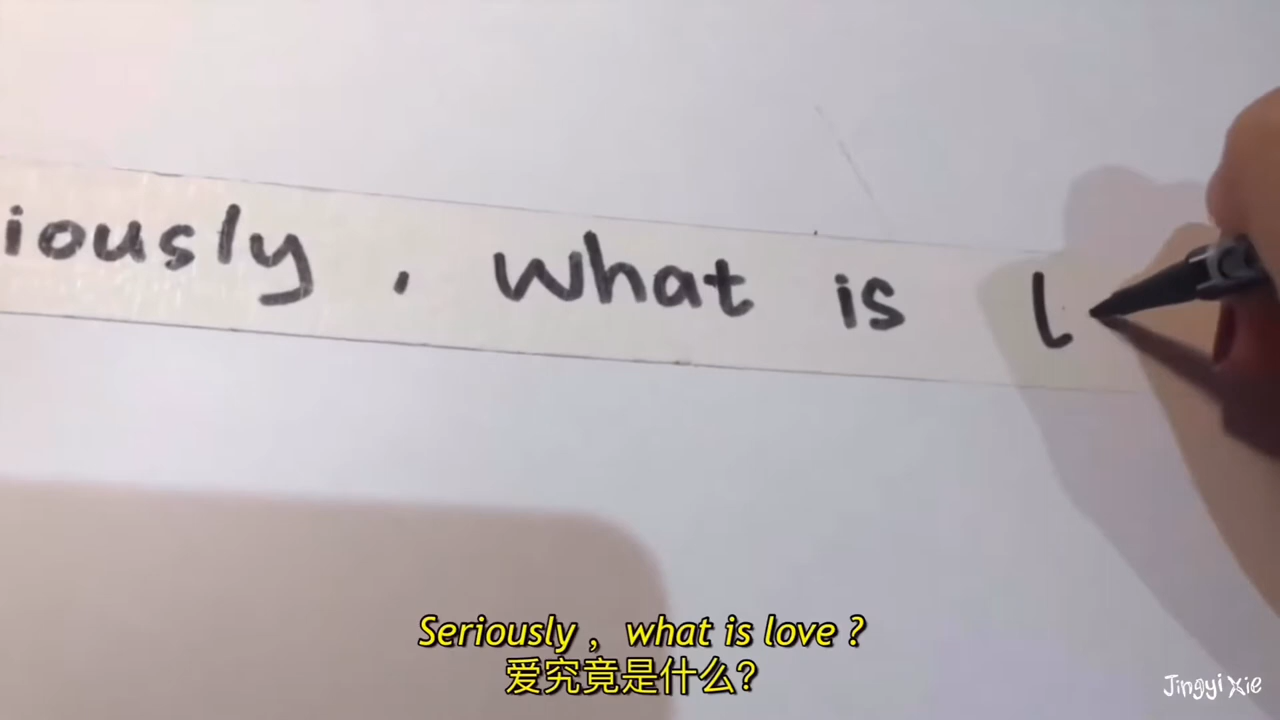 iously, what is l
Seriously, what is love?
爱究竟是什么?
Jingyi Xie